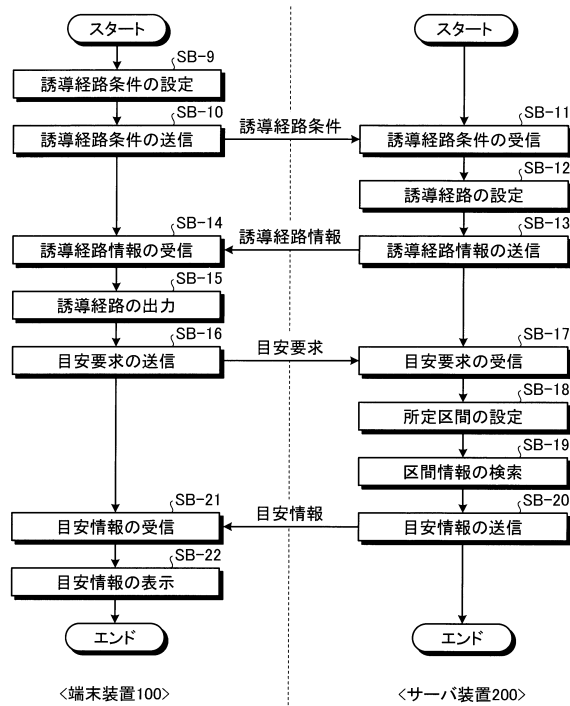 スタート
スタート
SB-9
誘導経路条件の設定
SB-10
誘導経路条件の送信
誘導経路条件
SB-11
誘導経路条件の受信
SB-12
誘導経路の設定
SB-13
誘導経路情報の送信
誘導経路情報
SB-14
誘導経路情報の受信
SB-15
誘導経路の出力
SB-16
目安要求の送信
目安要求
SB-17
目安要求の受信
SB-18
所定区間の設定
SB-19
区間情報の検索
SB-20
目安情報の送信
目安情報
SB-21
目安情報の受信
SB-22
目安情報の表示
エンド
エンド
<端末装置100>
<サーバ装置200>